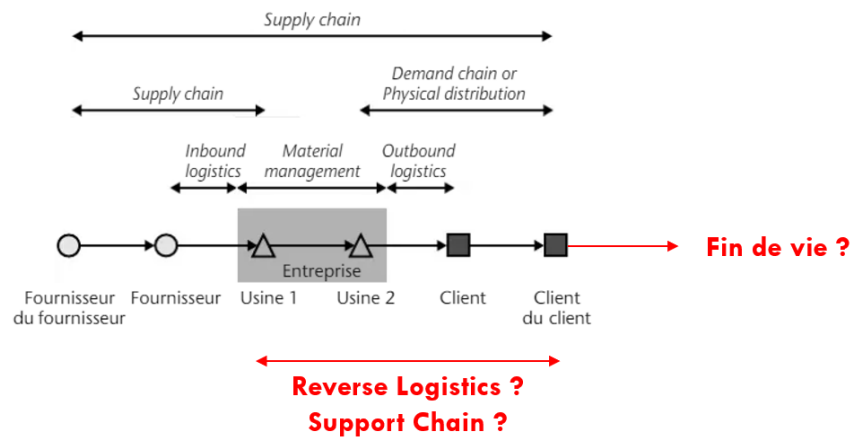 Supply chain
Demand chain or
Supply chain
Physical distribution
Inbound
logistics
Material
management
Outbound
logistics
Fin de vie ?
Entreprise
Fournisseur
du fournisseur
Fournisseur
Usine 1
Usine 2
Client
Client
du client
Reverse Logistics ?
Support Chain ?